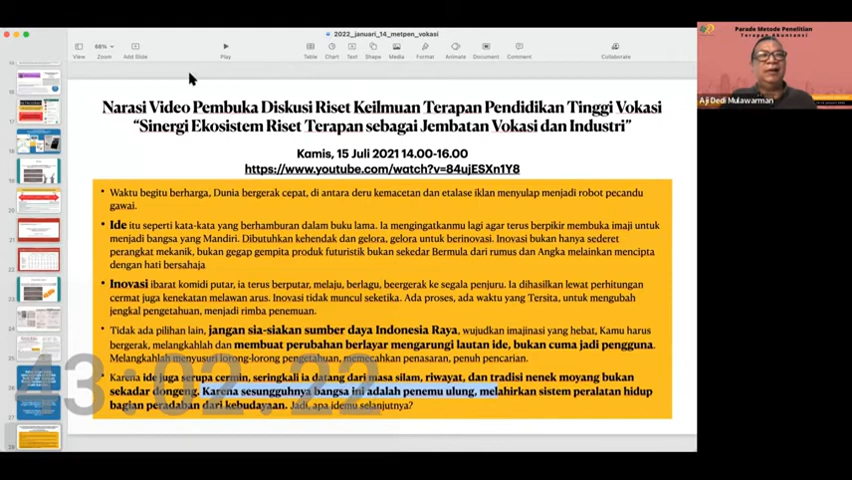 2022_januari_14_metpen_vokasi
68%
View Zoom Add Slide Play Table Chart Text Shape Media Format Animate Document Comment Collaborate
Parade Metode Penelitian
Terapan Akuntansi
Aji Dedi Mulawarman
Narasi Video Pembuka Diskusi Riset Keilmuan Terapan Pendidikan Tinggi Vokasi
“Sinergi Ekosistem Riset Terapan sebagai Jembatan Vokasi dan Industri”
Kamis, 15 Juli 2021 14.00-16.00
https://www.youtube.com/watch?v=84ujESXn1Y8
• Waktu begitu berharga, Dunia bergerak cepat, di antara deru kemacetan dan etalase iklan menyulap menjadi robot pecandu
gawai.
• Ide itu seperti kata-kata yang berhamburan dalam buku lama. Ia mengingatkanmu lagi agar terus berpikir membuka imaji untuk
menjadi bangsa yang Mandiri. Dibutuhkan kehendak dan gelora, gelora untuk berinovasi. Inovasi bukan hanya sederet
perangkat mekanik, bukan gegap gempita produk futuristik bukan sekedar Bermula dari rumus dan Angka melainkan mencipta
dengan hati bersahaja
• Inovasi ibarat komidi putar, ia terus berputar, melaju, berlagu, beergerak ke segala penjuru. Ia dihasilkan lewat perhitungan
cermat juga kenekatan melawan arus. Inovasi tidak muncul seketika. Ada proses, ada waktu yang Tersita, untuk mengubah
jengkal pengetahuan, menjadi rimba penemuan.
• Tidak ada pilihan lain, jangan sia-siakan sumber daya Indonesia Raya, wujudkan imajinasi yang hebat, Kamu harus
bergerak, melangkahlah dan membuat perubahan berlayar mengarungi lautan ide, bukan cuma jadi pengguna.
Melangkahlah menyusuri lorong-lorong pengetahuan, memecahkan penasaran, penuh pencarian.
• Karena ide juga serupa cermin, seringkali ia datang dari masa silam, riwayat, dan tradisi nenek moyang bukan
sekadar dongeng. Karena sesungguhnya bangsa ini adalah penemu ulung, melahirkan sistem peralatan hidup
bagian peradaban dari kebudayaan. Jadi, apa idemu selanjutnya?
43:02:22